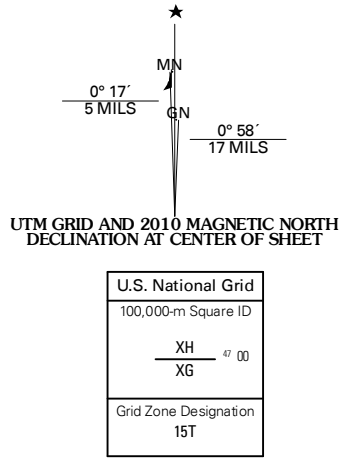 MN
0° 17´
5 MILS
GN
0° 58´
17 MILS
UTM GRID AND 2010 MAGNETIC NORTH
DECLINATION AT CENTER OF SHEET
U.S. National Grid
100,000-m Square ID
XH
47 00
XG
Grid Zone Designation
15T